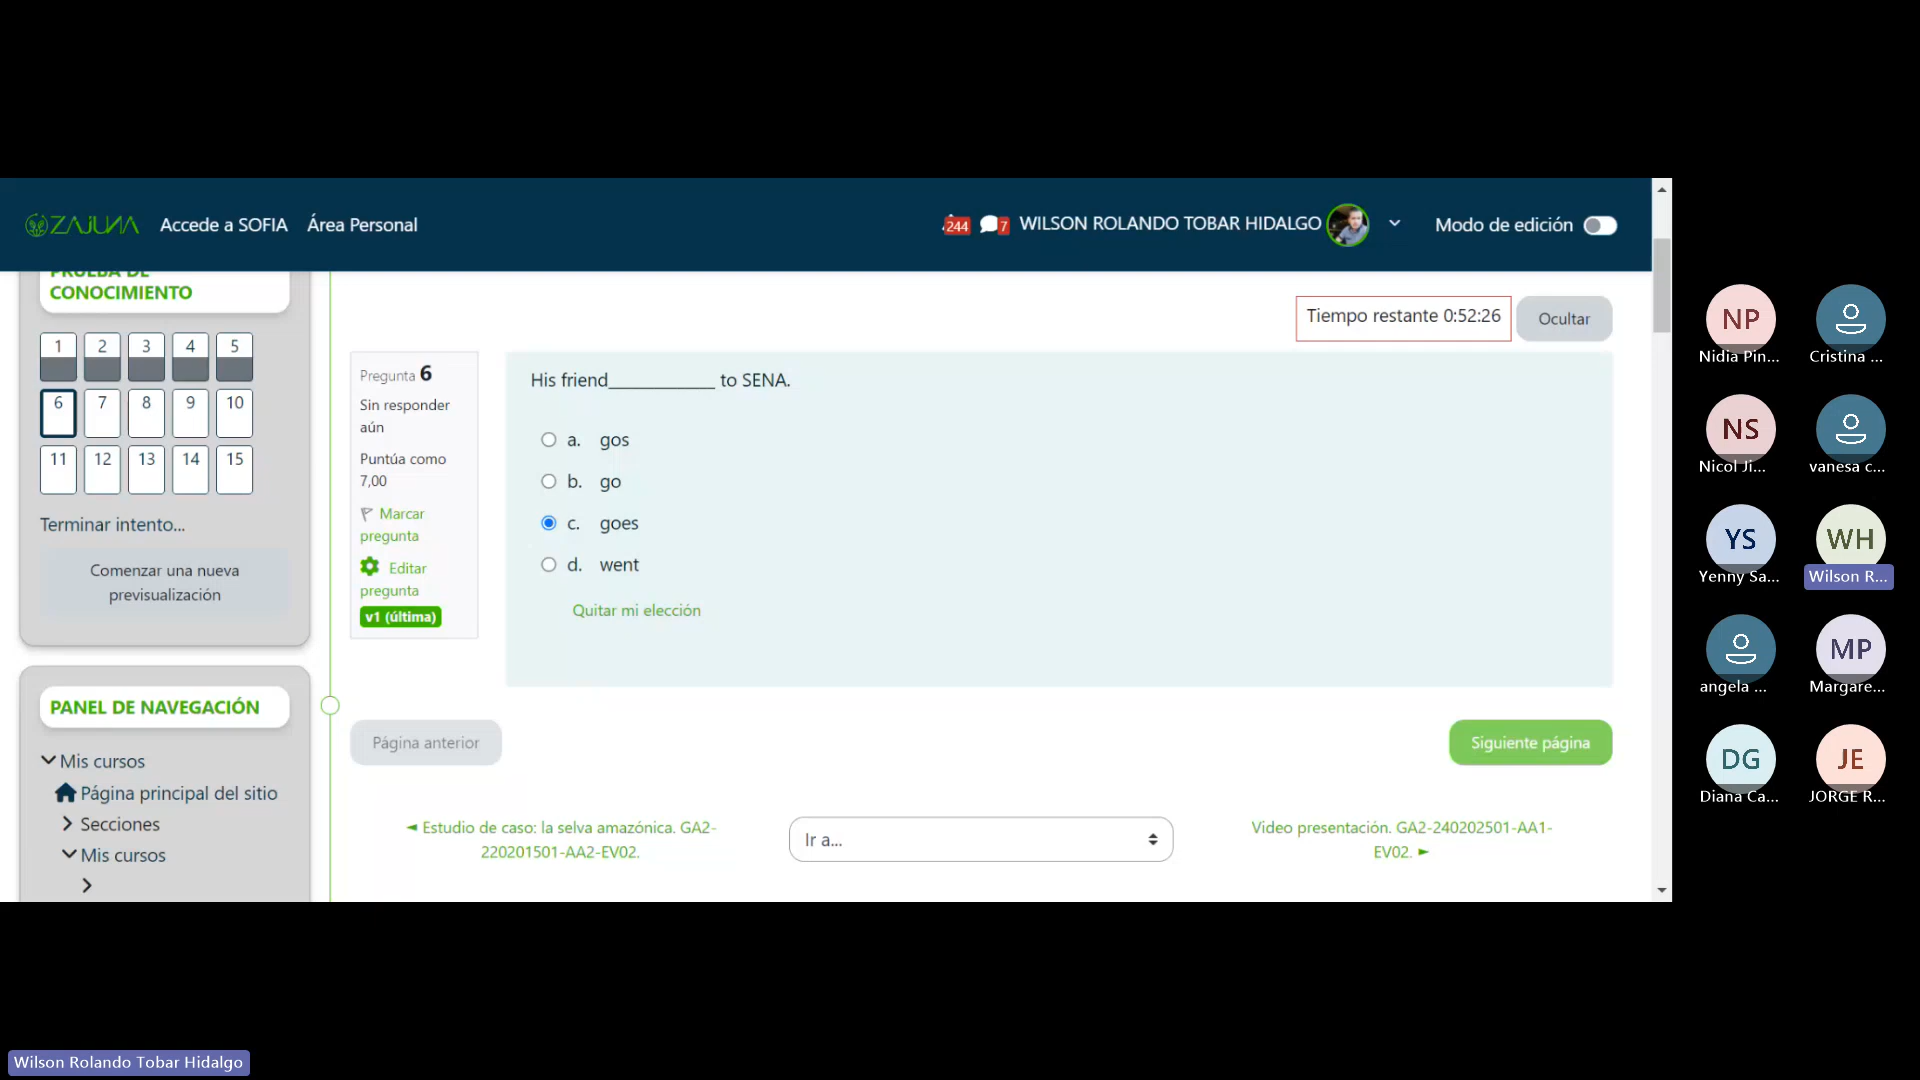 ZAJUNA Accede a SOFIA Área Personal 244 7 WILSON ROLANDO TOBAR HIDALGO Modo de edición
PRUEBA DE
CONOCIMIENTO
1 2 3 4 5
6 7 8 9 10
11 12 13 14 15
Terminar intento...
Comenzar una nueva
previsualización
PANEL DE NAVEGACIÓN
Mis cursos
Página principal del sitio
Secciones
Mis cursos
Tiempo restante 0:52:26 Ocultar
Pregunta 6
Sin responder
aún
Puntúa como
7,00
Marcar
pregunta
Editar
pregunta
v1 (última)
His friend____________ to SENA.
a. gos
b. go
c. goes
d. went
Quitar mi elección
Página anterior
Siguiente página
◄ Estudio de caso: la selva amazónica. GA2-
220201501-AA2-EV02.
Ir a...
Video presentación. GA2-240202501-AA1-
EV02. ►
NP
Nidia Pin...
Cristina ...
NS
Nicol Ji...
vanesa c...
YS
Yenny Sa...
WH
Wilson R...
angela ...
MP
Margare...
DG
Diana Ca...
JE
JORGE R...
Wilson Rolando Tobar Hidalgo